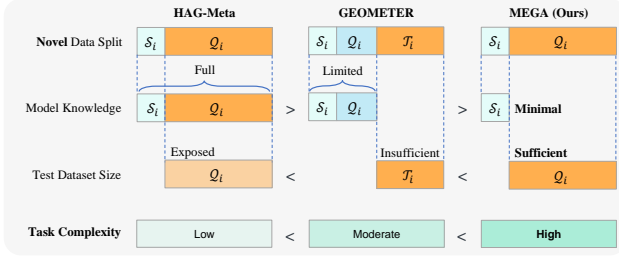 HAG-Meta GEOMETER MEGA (Ours)
Novel Data Split 𝒮ᵢ 𝒬ᵢ 𝒮ᵢ 𝒬ᵢ 𝒯ᵢ 𝒮ᵢ 𝒬ᵢ
Full Limited
Model Knowledge 𝒮ᵢ 𝒬ᵢ > 𝒮ᵢ 𝒬ᵢ > 𝒮ᵢ Minimal
Exposed Insufficient Sufficient
Test Dataset Size 𝒬ᵢ < 𝒯ᵢ < 𝒬ᵢ
Task Complexity Low < Moderate < High